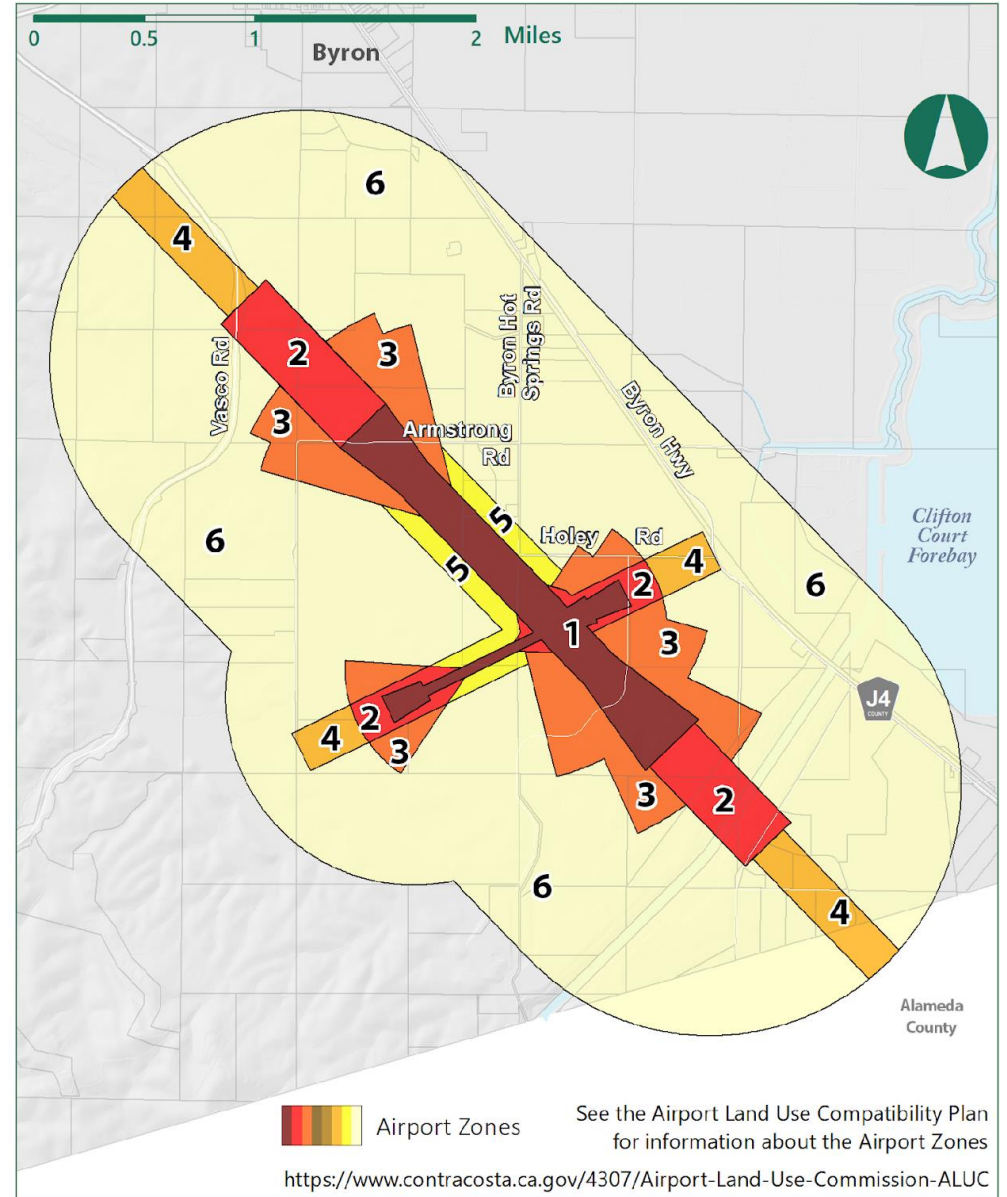 0 0.5 1 2 Miles
Byron
6
4
2
3
Vasco Rd
3
Byron Hot
Springs Rd
Byron Hwy
Armstrong
Rd
5
Holey Rd
Clifton
Court
Forebay
6
5
4
2
6
1
3
J4
COUNTY
2
4
3
3
2
6
4
Alameda
County
Airport Zones
See the Airport Land Use Compatibility Plan
for information about the Airport Zones
https://www.contracosta.ca.gov/4307/Airport-Land-Use-Commission-ALUC